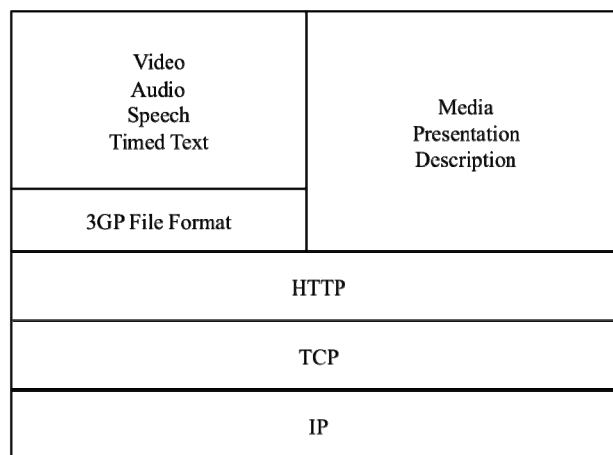 Video
Audio
Speech
Timed Text
Media
Presentation
Description
3GP File Format
HTTP
TCP
IP